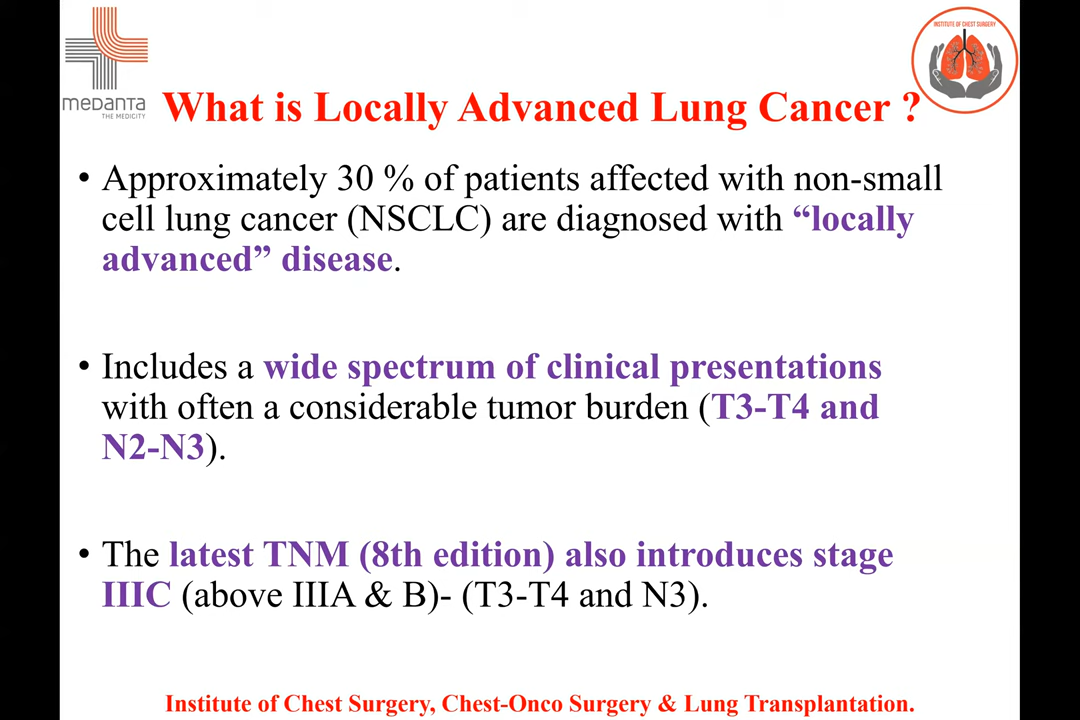 medanta
THE MEDICITY
INSTITUTE OF CHEST SURGERY
What is Locally Advanced Lung Cancer ?
• Approximately 30 % of patients affected with non-small
cell lung cancer (NSCLC) are diagnosed with “locally
advanced” disease.
• Includes a wide spectrum of clinical presentations
with often a considerable tumor burden (T3-T4 and
N2-N3).
• The latest TNM (8th edition) also introduces stage
IIIC (above IIIA & B)- (T3-T4 and N3).
Institute of Chest Surgery, Chest-Onco Surgery & Lung Transplantation.